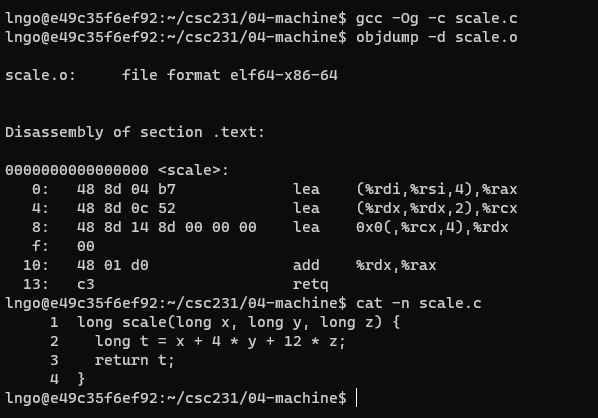 lngo@e49c35f6ef92:~/csc231/04-machine$ gcc -Og -c scale.c
lngo@e49c35f6ef92:~/csc231/04-machine$ objdump -d scale.o
scale.o:     file format elf64-x86-64
Disassembly of section .text:
0000000000000000 <scale>:
   0:   48 8d 04 b7             lea    (%rdi,%rsi,4),%rax
   4:   48 8d 0c 52             lea    (%rdx,%rdx,2),%rcx
   8:   48 8d 14 8d 00 00 00    lea    0x0(,%rcx,4),%rdx
   f:   00
  10:   48 01 d0                add    %rdx,%rax
  13:   c3                      retq
lngo@e49c35f6ef92:~/csc231/04-machine$ cat -n scale.c
     1  long scale(long x, long y, long z) {
     2    long t = x + 4 * y + 12 * z;
     3    return t;
     4  }
lngo@e49c35f6ef92:~/csc231/04-machine$